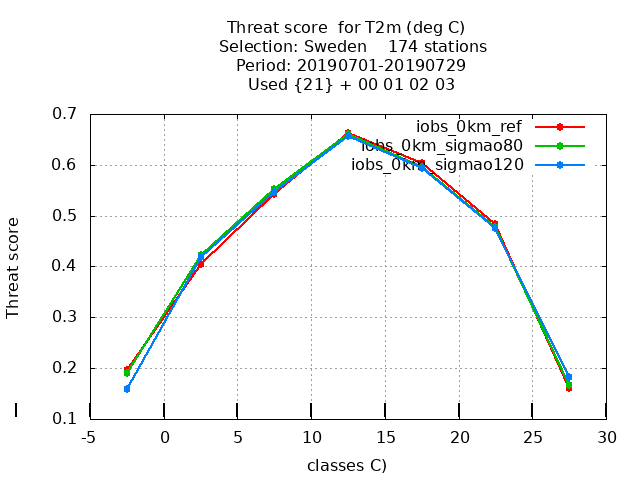 Threat score for T2m (deg C)
Selection: Sweden 174 stations
Period: 20190701-20190729
Used {21} + 00 01 02 03
iobs_0km_ref
iobs_0km_sigmao80
iobs_0km_sigmao120
Threat score
0.7
0.6
0.5
0.4
0.3
0.2
0.1
-5
0
5
10
15
20
25
30
classes C)